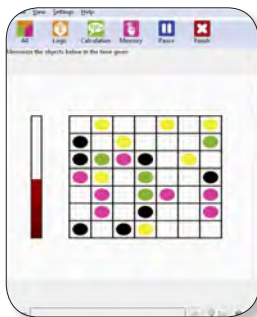 View Settings Help
All Logic Calculation Memory Pause Finish
Memorize the objects below in the time given